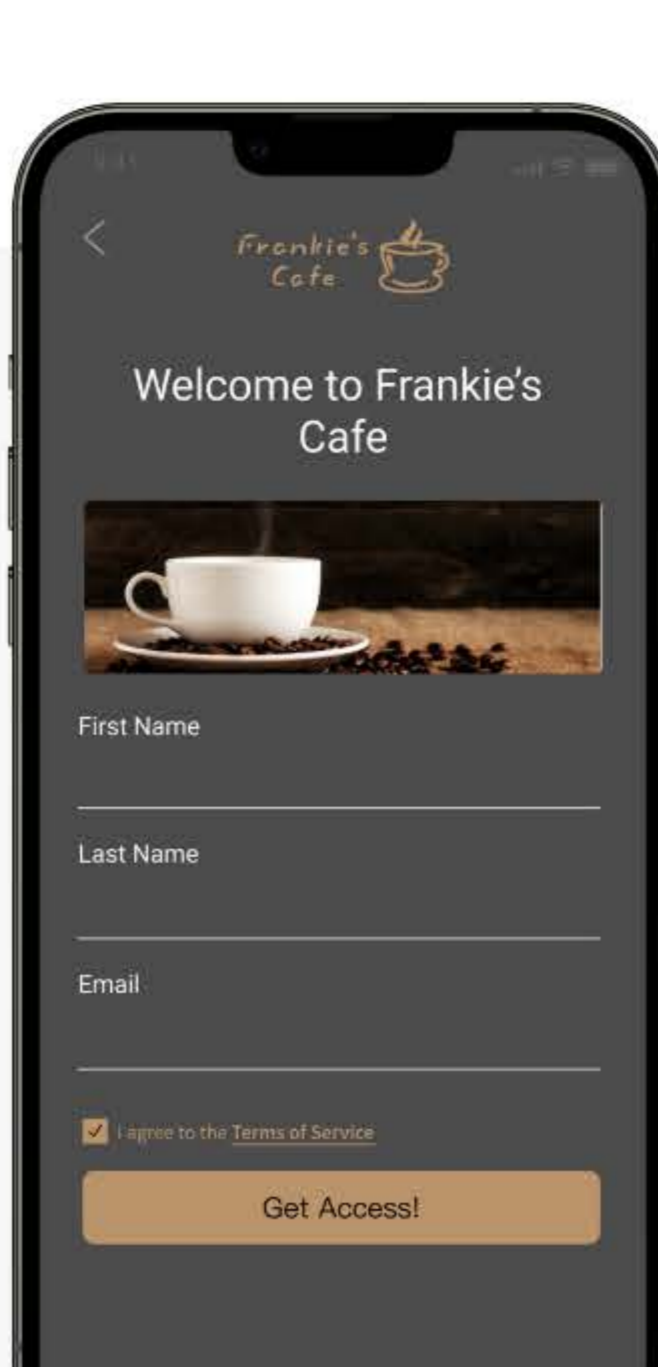 Frankie's
Cafe
Welcome to Frankie's
Cafe
First Name
Last Name
Email
I agree to the Terms of Service
Get Access!